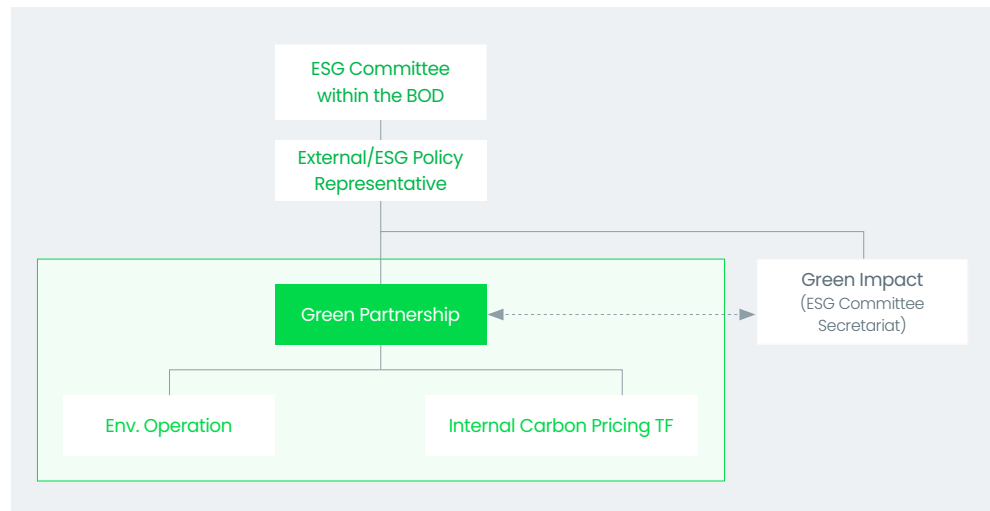 ESG Committee
within the BOD
External/ESG Policy
Representative
Green Impact
(ESG Committee
Secretariat)
Green Partnership
Env. Operation
Internal Carbon Pricing TF